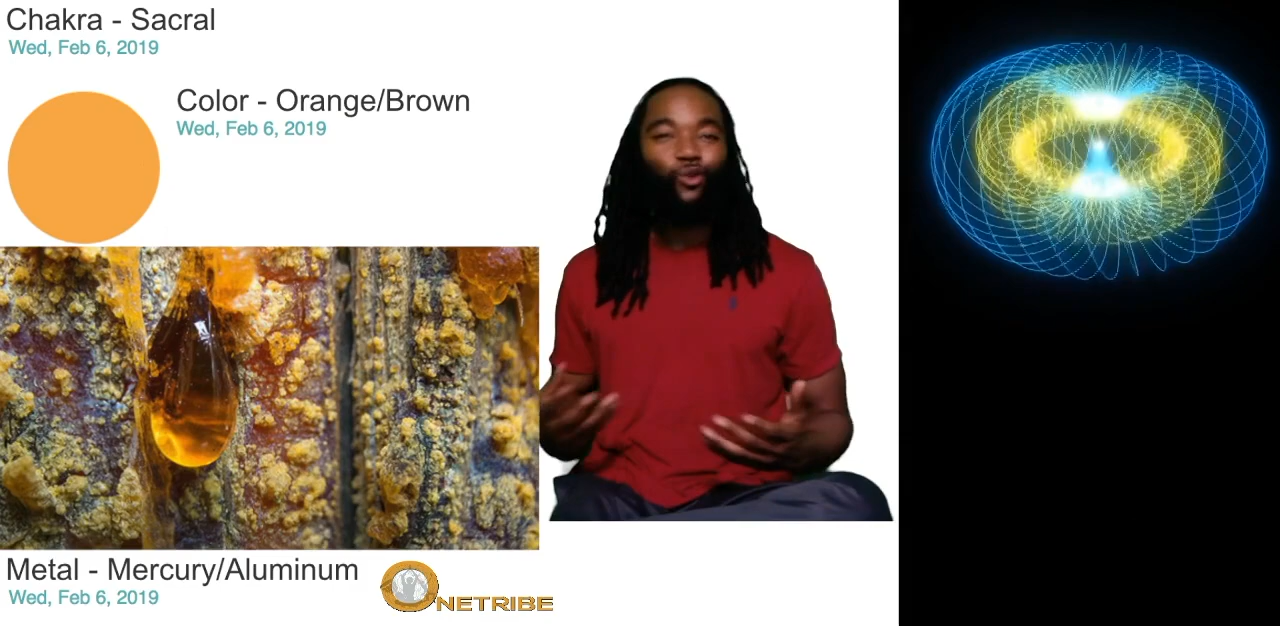 Chakra - Sacral
Wed, Feb 6, 2019
Color - Orange/Brown
Wed, Feb 6, 2019
Metal - Mercury/Aluminum
Wed, Feb 6, 2019
ONETRIBE